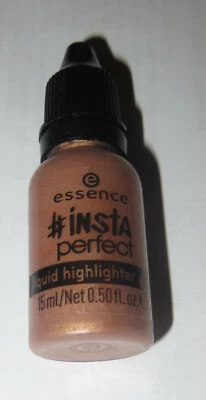 essence
#insta
perfect
liquid highlighter
15 ml/Net 0.50 fl.oz.